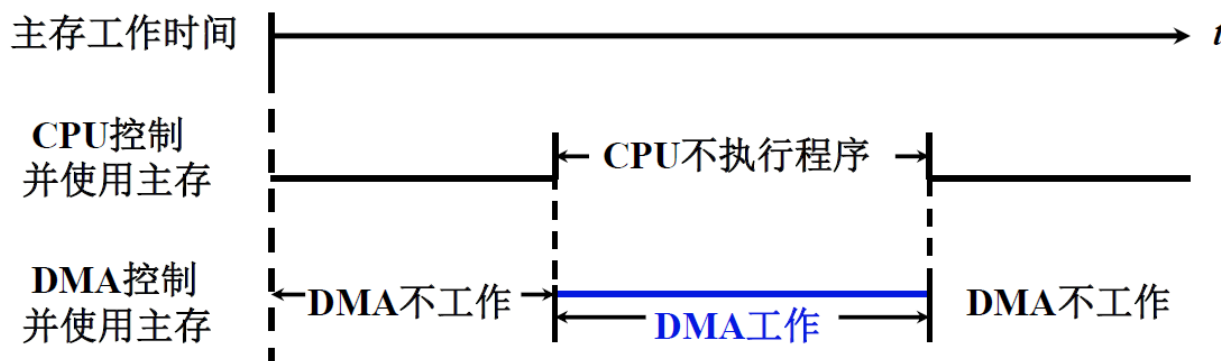 主存工作时间
t
CPU控制
并使用主存
CPU不执行程序
DMA控制
并使用主存
DMA不工作
DMA工作
DMA不工作